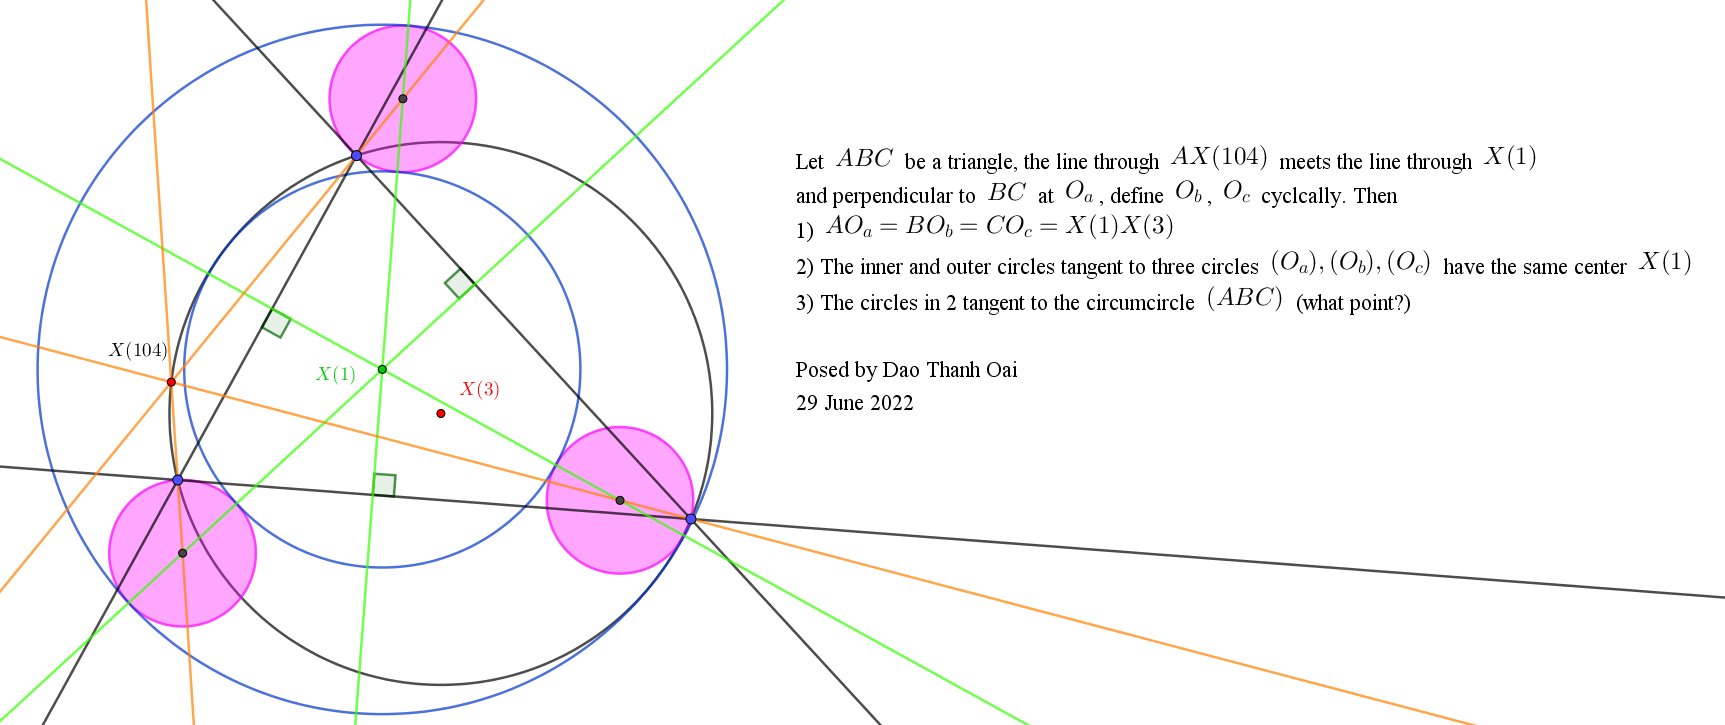 X(104)
X(1)
X(3)
Let ABC be a triangle, the line through AX(104) meets the line through X(1)
and perpendicular to BC at Oₐ , define O_b , O_c cyclcally. Then
1) AOₐ = BO_b = CO_c = X(1)X(3)
2) The inner and outer circles tangent to three circles (Oₐ), (O_b), (O_c) have the same center X(1)
3) The circles in 2 tangent to the circumcircle (ABC) (what point?)
Posed by Dao Thanh Oai
29 June 2022